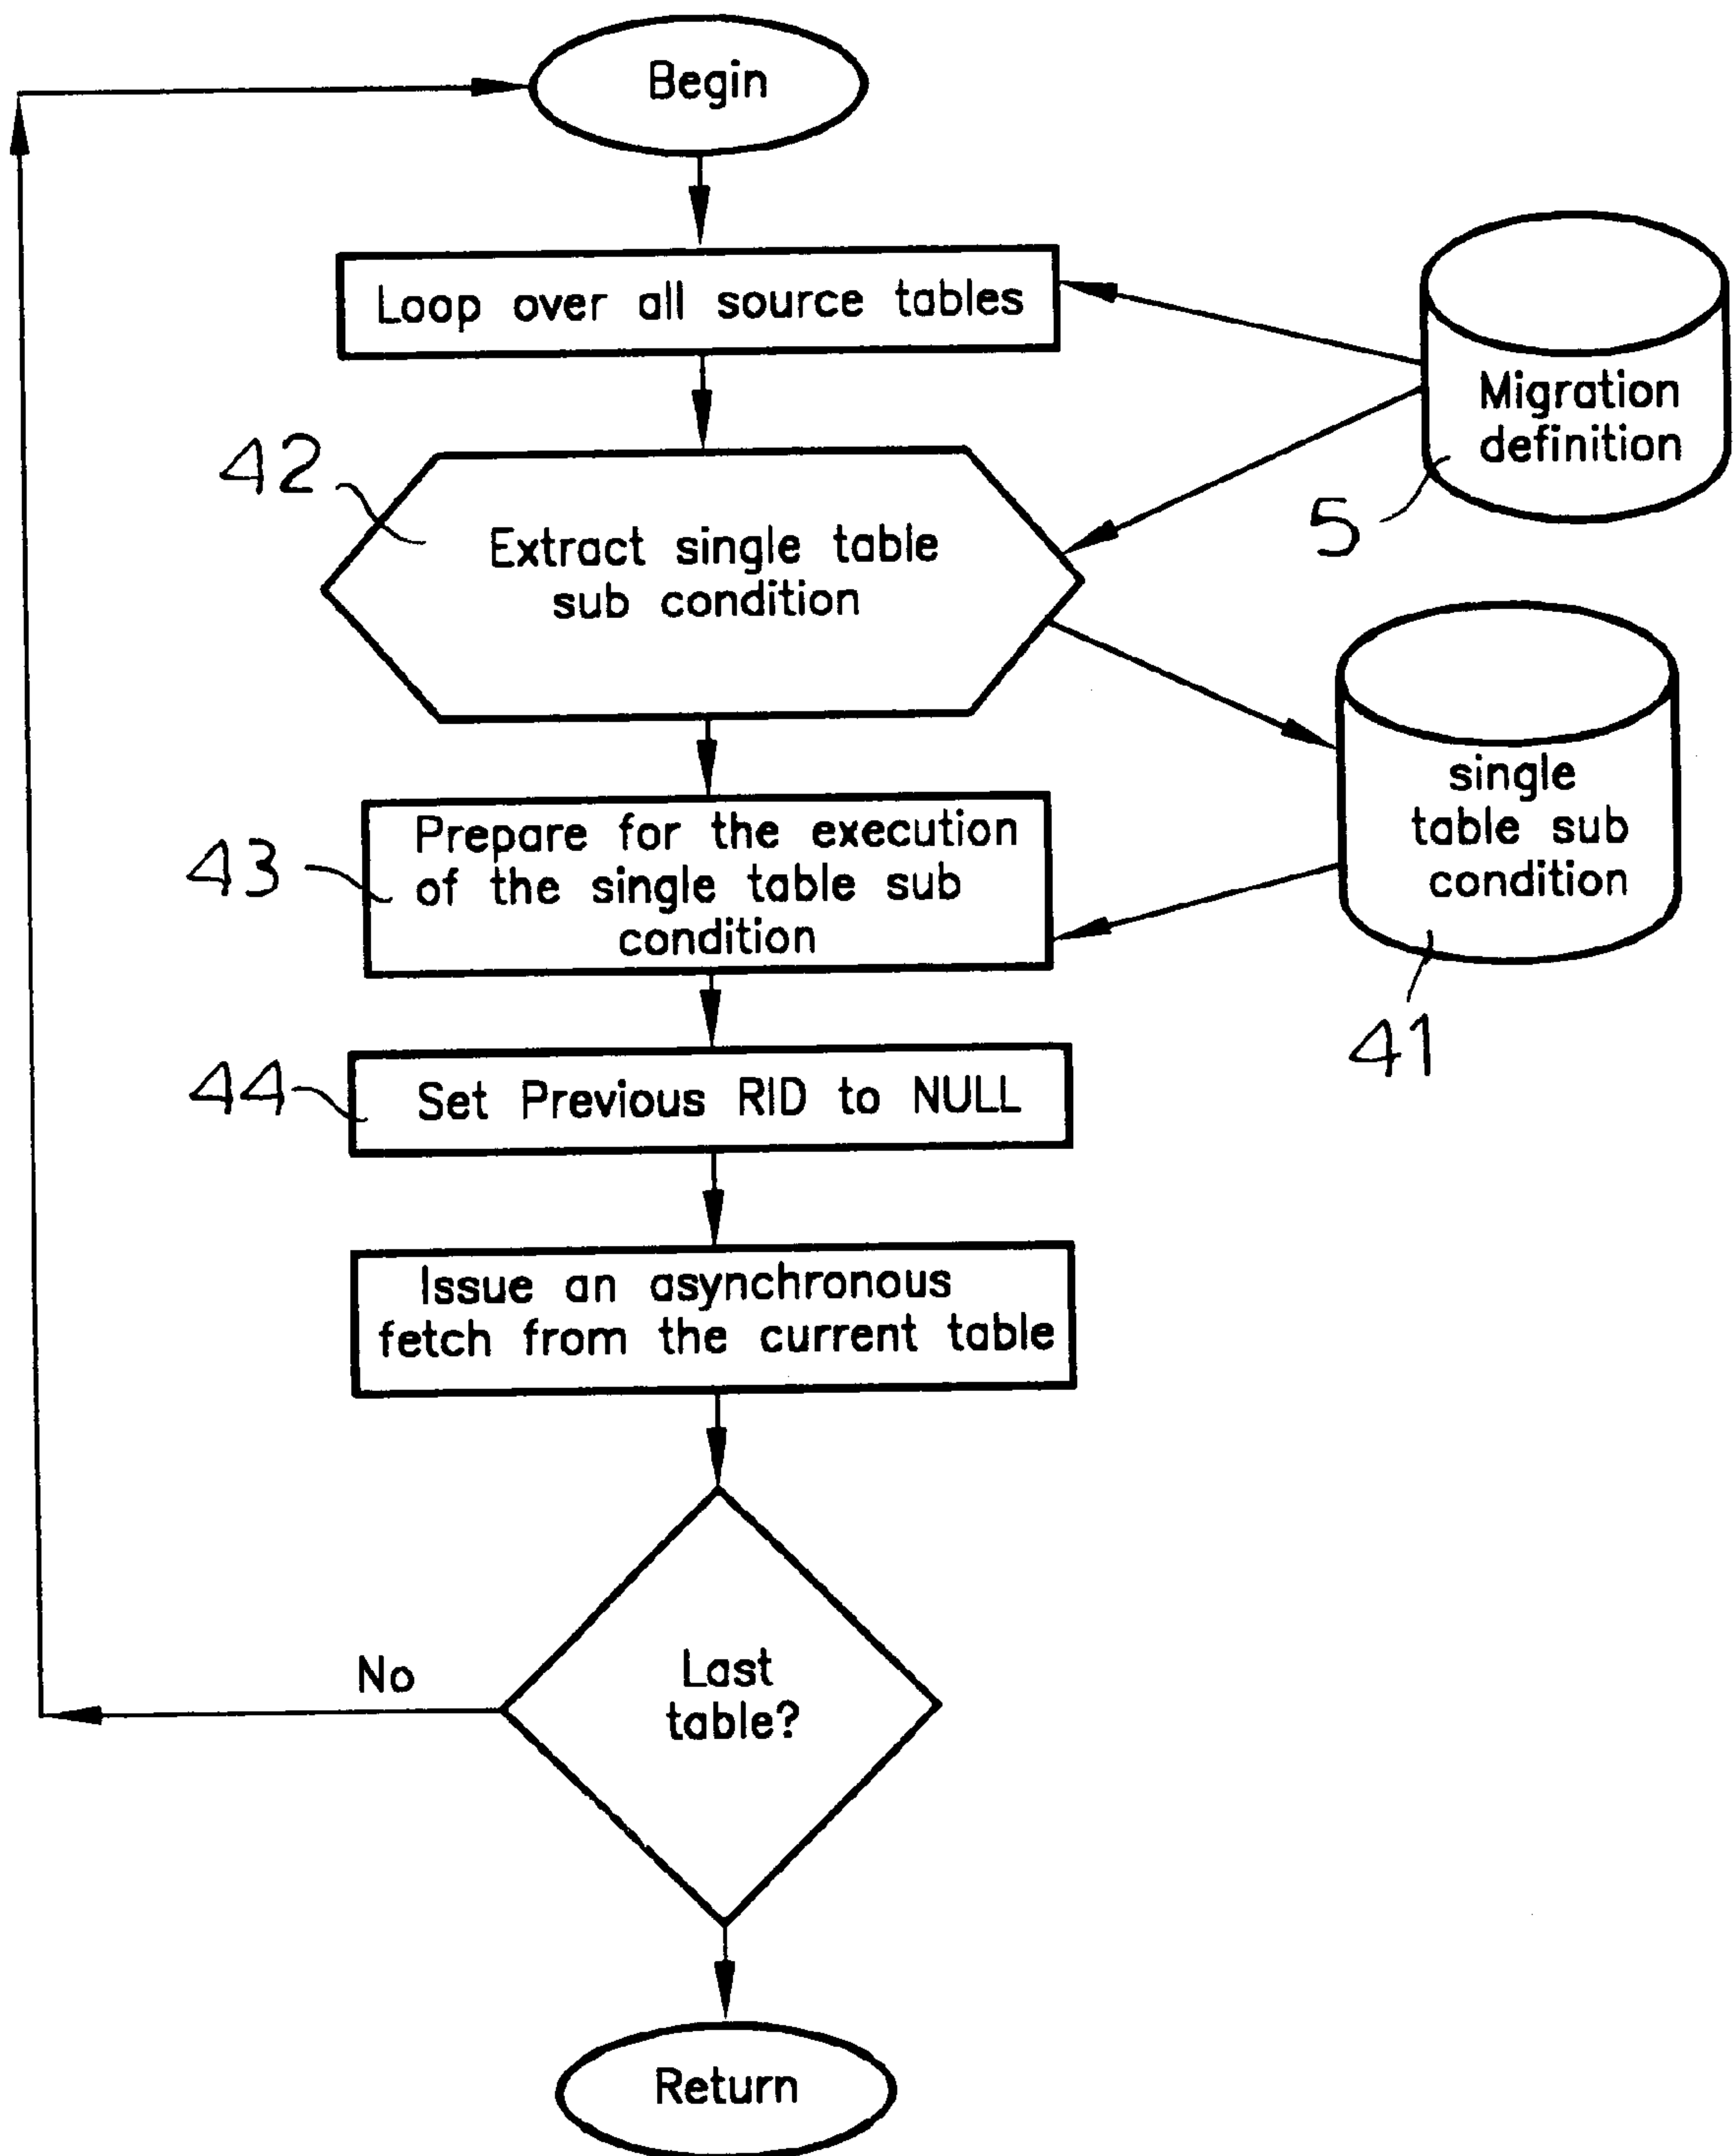 Begin
Loop over all source tables
Migration
definition
5
42
Extract single table
sub condition
single
table sub
condition
41
43
Prepare for the execution
of the single table sub
condition
44
Set Previous RID to NULL
Issue an asynchronous
fetch from the current table
Last
table?
No
Return